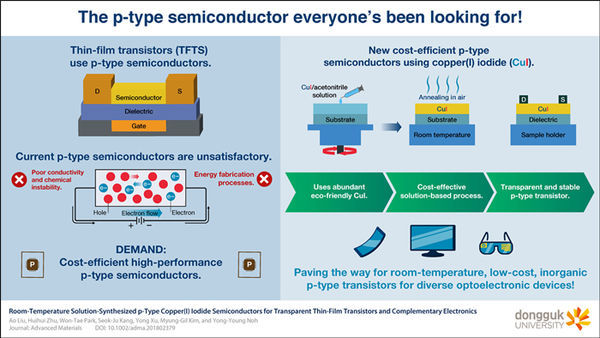 The p-type semiconductor everyone's been looking for!
Thin-film transistors (TFTS)
use p-type semiconductors.
D
Semiconductor
S
Dielectric
Gate
Current p-type semiconductors are unsatisfactory.
Poor conductivity
and chemical
instability.
Energy fabrication
processes.
Hole
Electron flow
Electron
DEMAND:
Cost-efficient high-performance
p-type semiconductors.
P
P
New cost-efficient p-type
semiconductors using copper(I) iodide (CuI).
CuI/acetonitrile
solution
Substrate
Annealing in air
CuI
Substrate
Room temperature
D
S
CuI
Dielectric
Sample holder
Uses abundant
eco-friendly CuI.
Cost-effective
solution-based process.
Transparent and stable
p-type transistor.
Paving the way for room-temperature, low-cost, inorganic
p-type transistors for diverse optoelectronic devices!
Room-Temperature Solution-Synthesized p-Type Copper(I) Iodide Semiconductors for Transparent Thin-Film Transistors and Complementary Electronics
Ao Liu, Huihui Zhu, Won-Tae Park, Seok-Ju Kang, Yong Xu, Myung-Gil Kim, and Yong-Young Noh
Journal: Advanced Materials DOI: 10.1002/adma.201802379
dongguk
UNIVERSITY